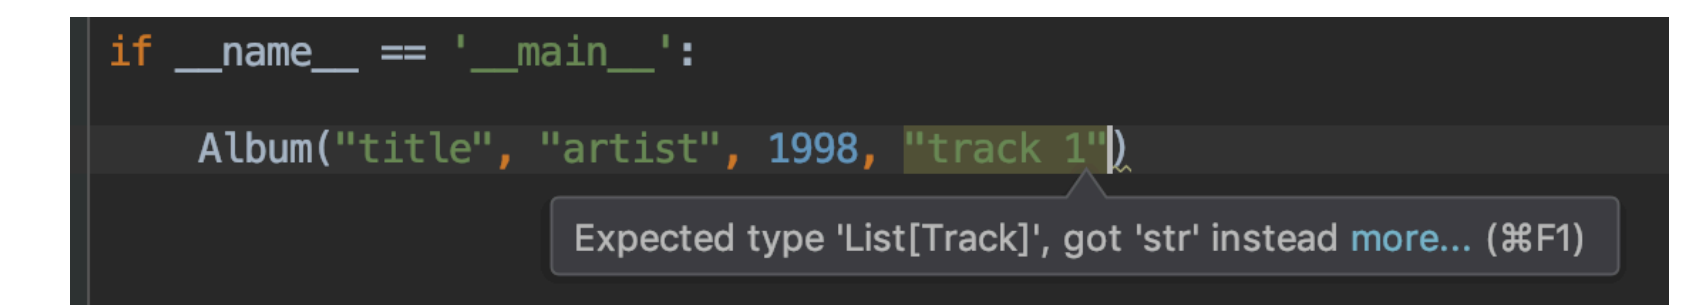 if __name__ == '__main__':
Album("title", "artist", 1998, "track 1")
Expected type 'List[Track]', got 'str' instead more... (⌘F1)